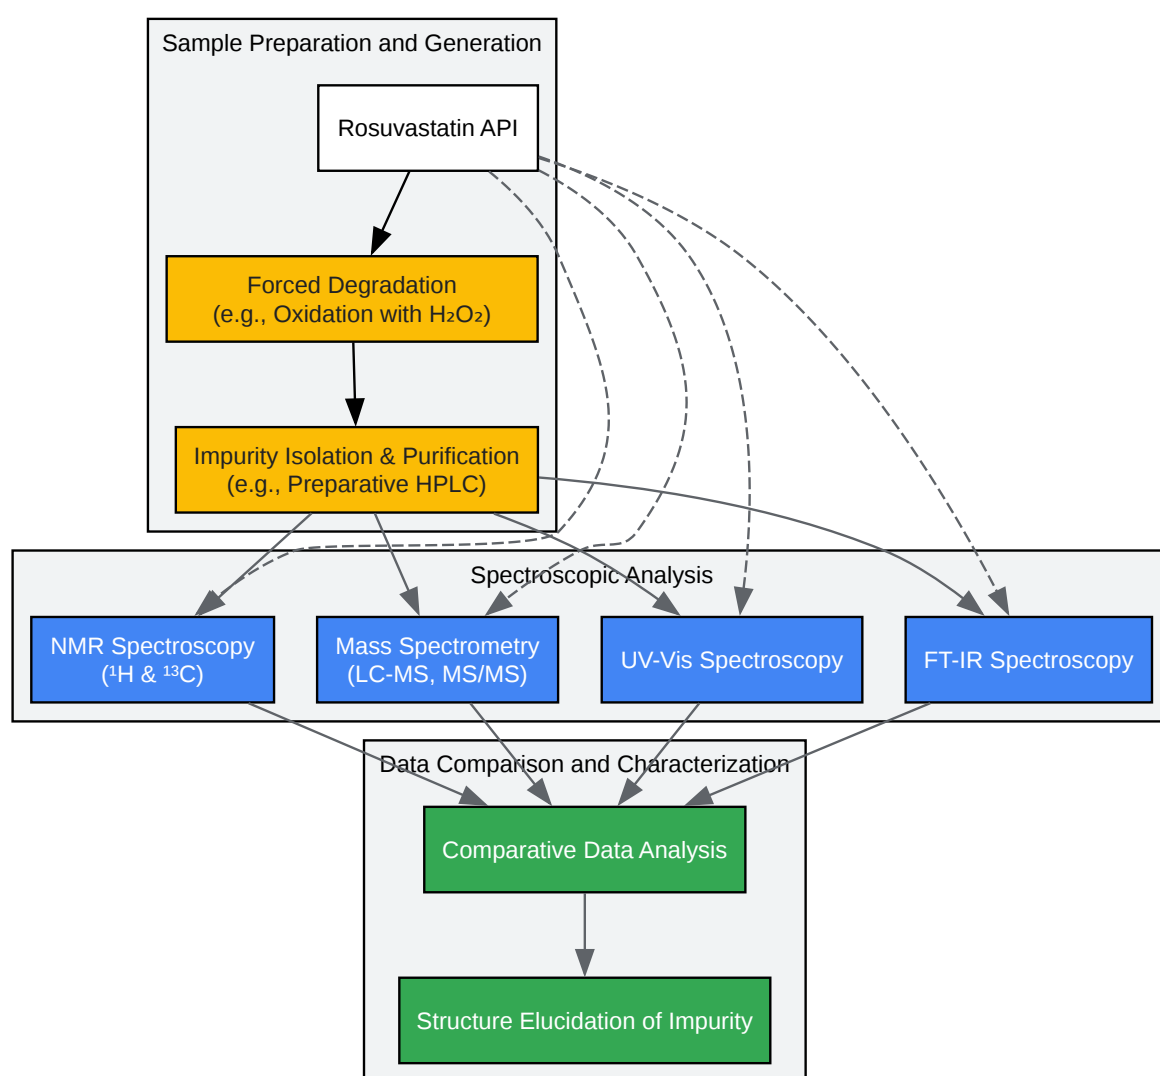 Sample Preparation and Generation
Rosuvastatin API
Forced Degradation
(e.g., Oxidation with H₂O₂)
Impurity Isolation & Purification
(e.g., Preparative HPLC)
Spectroscopic Analysis
NMR Spectroscopy
(¹H & ¹³C)
Mass Spectrometry
(LC-MS, MS/MS)
UV-Vis Spectroscopy
FT-IR Spectroscopy
Data Comparison and Characterization
Comparative Data Analysis
Structure Elucidation of Impurity